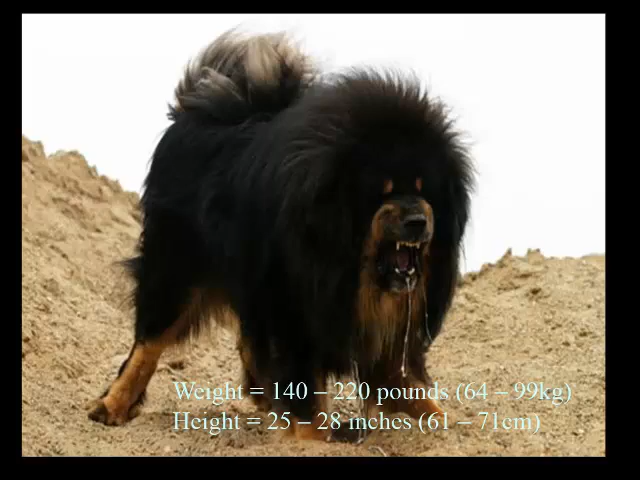 Weight = 140 – 220 pounds (64 – 99kg)
Height = 25 – 28 inches (61 – 71cm)